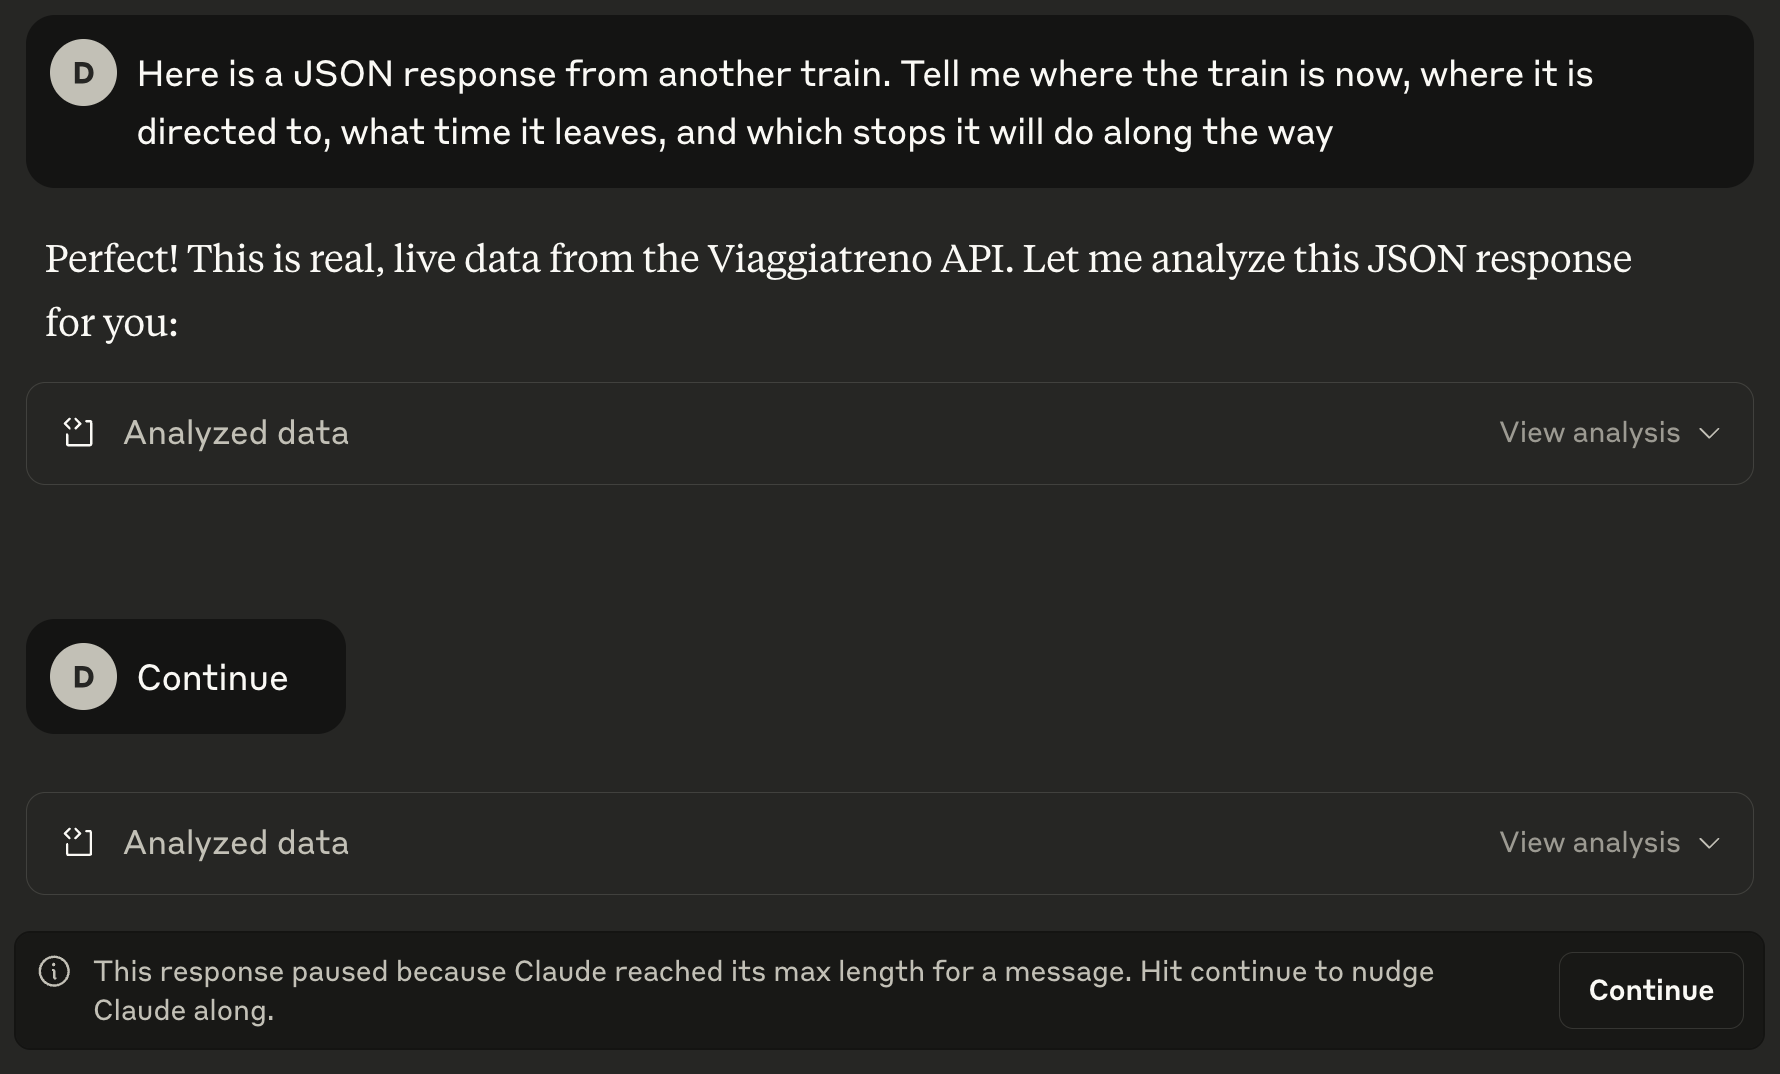 D
Here is a JSON response from another train. Tell me where the train is now, where it is
directed to, what time it leaves, and which stops it will do along the way
Perfect! This is real, live data from the Viaggiatreno API. Let me analyze this JSON response
for you:
Analyzed data
View analysis
D
Continue
Analyzed data
View analysis
This response paused because Claude reached its max length for a message. Hit continue to nudge
Claude along.
Continue